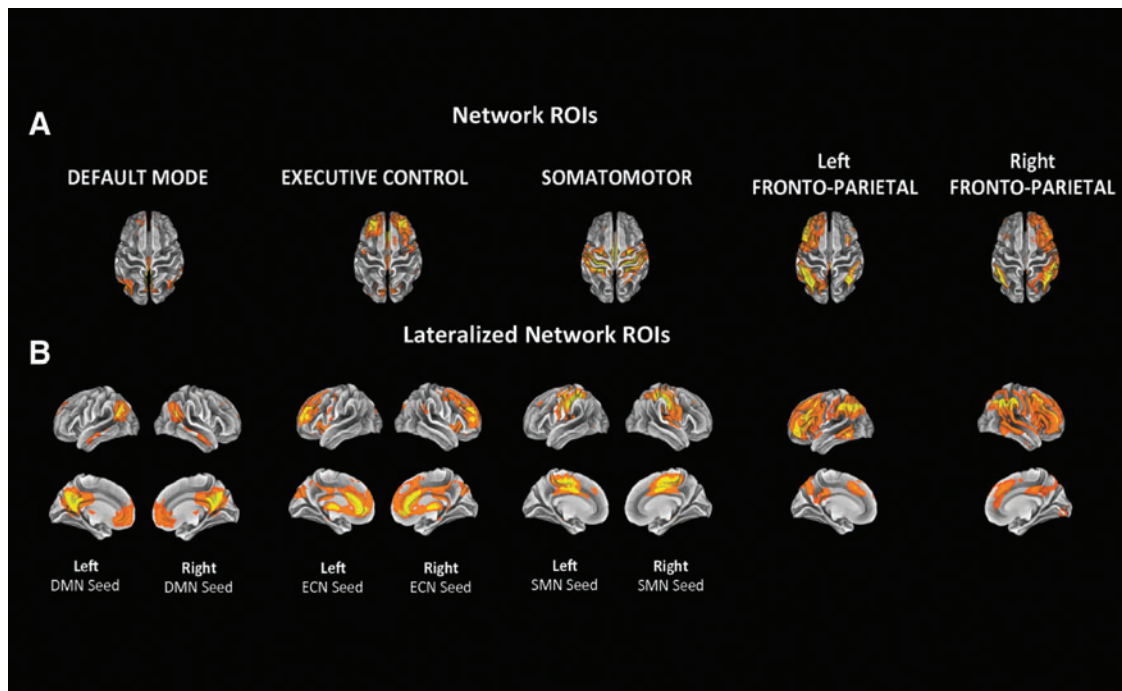 A
Network ROIs
DEFAULT MODE
EXECUTIVE CONTROL
SOMATOMOTOR
Left
FRONTO-PARIETAL
Right
FRONTO-PARIETAL
B
Lateralized Network ROIs
Left
DMN Seed
Right
DMN Seed
Left
ECN Seed
Right
ECN Seed
Left
SMN Seed
Right
SMN Seed